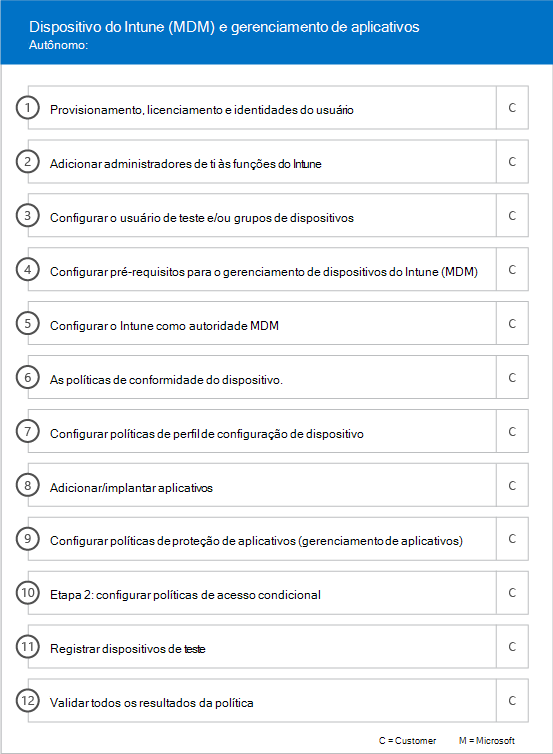 Dispositivo do Intune (MDM) e gerenciamento de aplicativos
Autônomo:
1 Provisionamento, licenciamento e identidades do usuário C
2 Adicionar administradores de ti às funções do Intune C
3 Configurar o usuário de teste e/ou grupos de dispositivos C
4 Configurar pré-requisitos para o gerenciamento de dispositivos do Intune (MDM) C
5 Configurar o Intune como autoridade MDM C
6 As políticas de conformidade do dispositivo. C
7 Configurar políticas de perfil de configuração de dispositivo C
8 Adicionar/implantar aplicativos C
9 Configurar políticas de proteção de aplicativos (gerenciamento de aplicativos) C
10 Etapa 2: configurar políticas de acesso condicional C
11 Registrar dispositivos de teste C
12 Validar todos os resultados da política C
C = Customer M = Microsoft